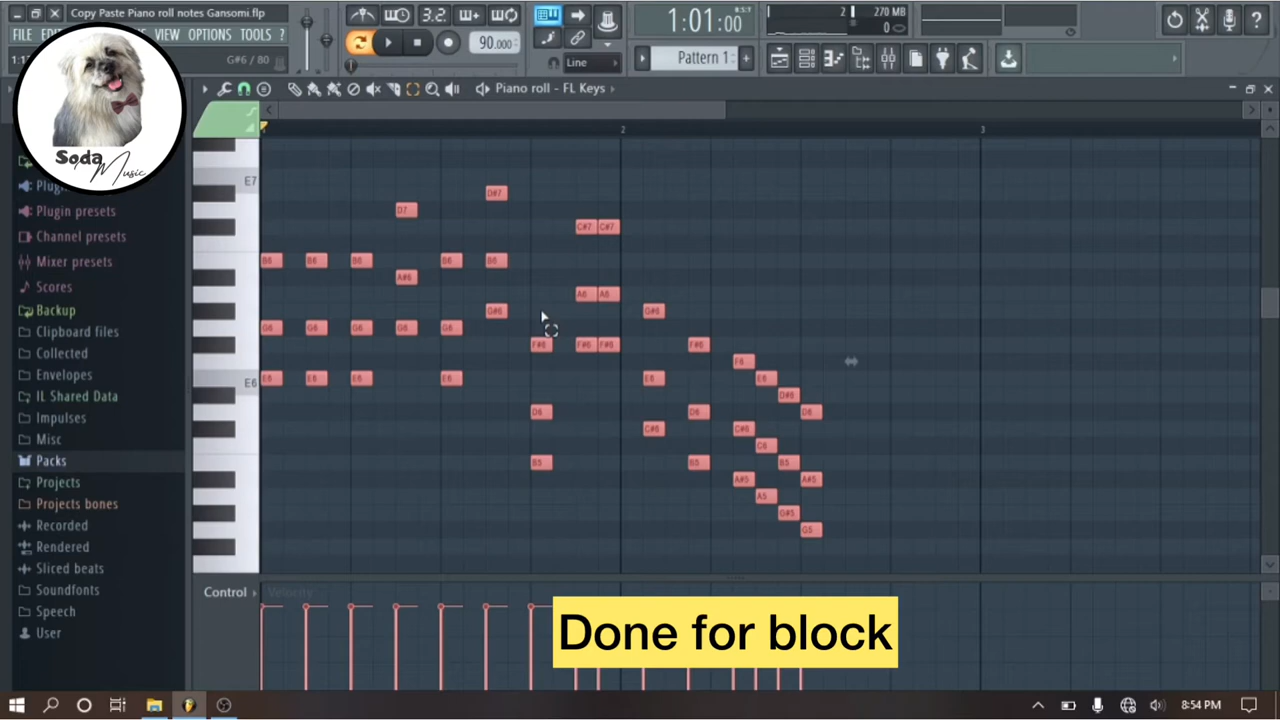 Copy Paste Piano roll notes Gansomi.flp
FILE
VIEW OPTIONS TOOLS ?
G#6 / 80
3.2.
90.000
Line
1:01:00
Pattern 1
+
2
270 MB
0
Piano roll - FL Keys
Soda
Music
Plugin presets
Channel presets
Mixer presets
Scores
Backup
Clipboard files
Collected
Envelopes
IL Shared Data
Impulses
Misc
Packs
Projects
Projects bones
Recorded
Rendered
Sliced beats
Soundfonts
Speech
User
2 3
E7
D#7
D7
C#7 C#7
B6 B6 B6 B6 B6
A#6
A6 A6
G#6 G#6
G6 G6 G6 G6 G6
F#6 F#6 F#6 F#6
F6
E6 E6 E6 E6 E6 E6 E6
D#6
D6 D6 D6
C#6 C#6
C6
B5 B5 B5
A#5 A#5
A5
G#5
G5
Control
Velocity
Done for block
8:54 PM